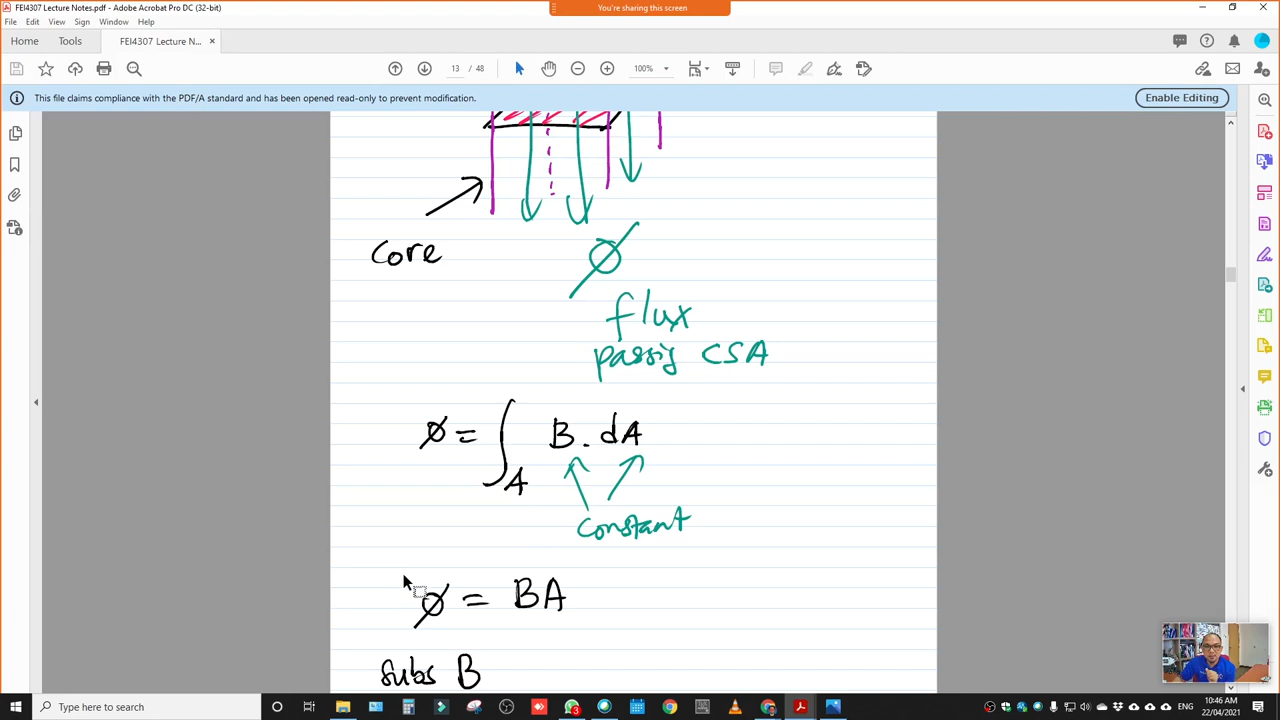 FEI4307 Lecture Notes.pdf - Adobe Acrobat Pro DC (32-bit)
You're sharing this screen
File Edit View Sign Window Help
Home Tools FEI4307 Lecture N... ×
13 / 48 100%
This file claims compliance with the PDF/A standard and has been opened read-only to prevent modification. Enable Editing
Core
Ø
flux
passig CSA
Ø = ∫A B . dA
constant
Ø = BA
subs B
Type here to search
3
ENG
10:46 AM
22/04/2021